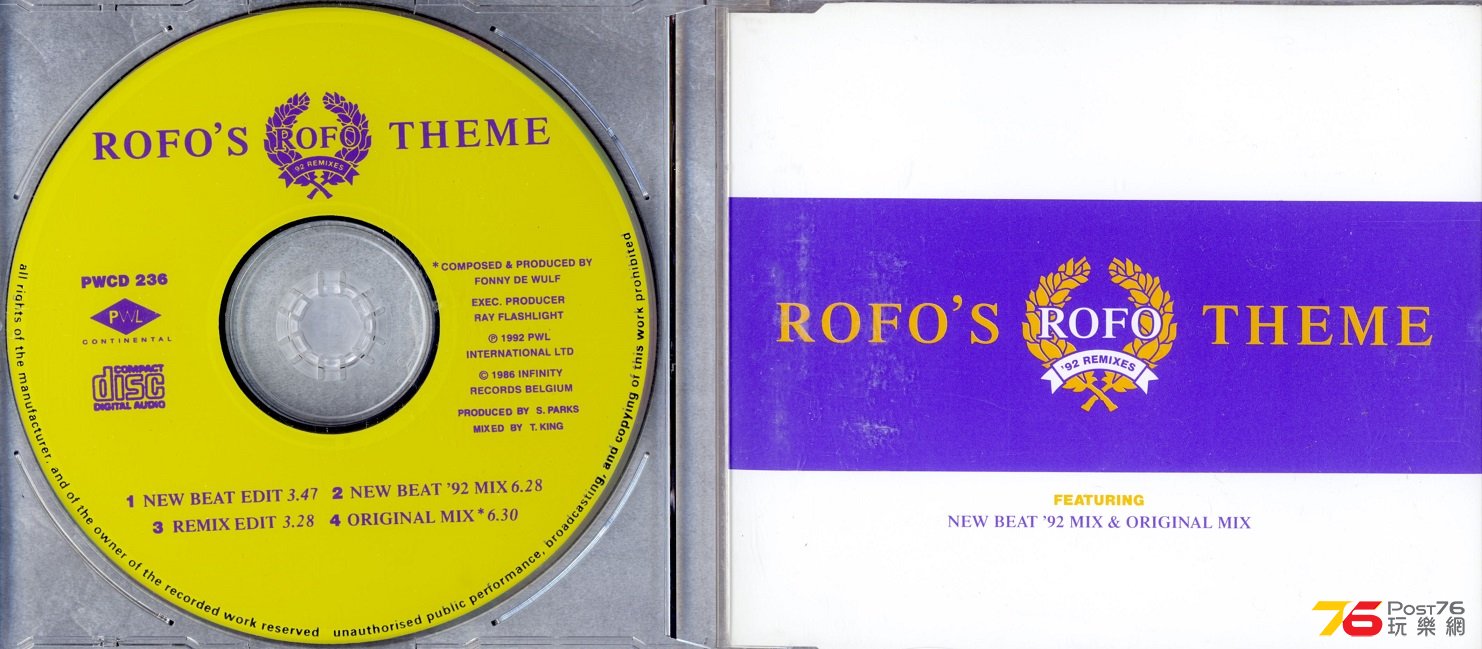 ROFO'S ROFO THEME
'92 REMIXES
PWCD 236
PWL
CONTINENTAL
COMPACT
disc
DIGITAL AUDIO
*COMPOSED & PRODUCED BY
FONNY DE WULF
EXEC. PRODUCER
RAY FLASHLIGHT
℗ 1992 PWL
INTERNATIONAL LTD
© 1986 INFINITY
RECORDS BELGIUM
PRODUCED BY S. PARKS
MIXED BY T. KING
1 NEW BEAT EDIT 3.47 2 NEW BEAT '92 MIX 6.28
3 REMIX EDIT 3.28 4 ORIGINAL MIX* 6.30
all rights of the manufacturer, and of the owner of the recorded work reserved unauthorised public performance, broadcasting, and copying of this work prohibited
ROFO'S ROFO THEME
'92 REMIXES
FEATURING
NEW BEAT '92 MIX & ORIGINAL MIX
76 Post76
玩樂網